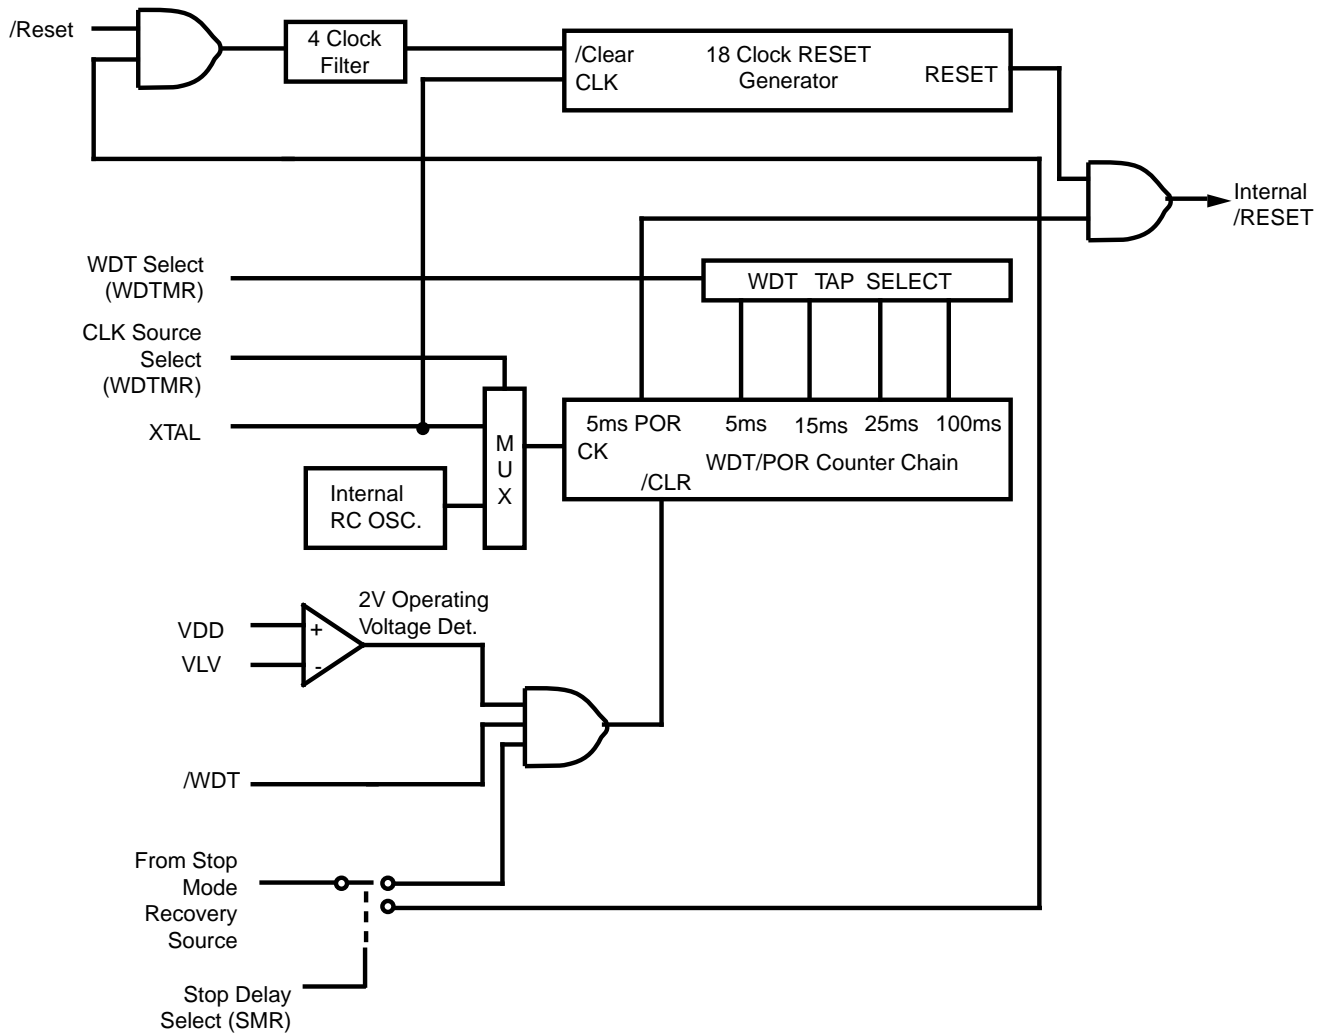 /Reset
4 Clock
Filter
/Clear
CLK
18 Clock RESET
Generator
RESET
Internal
/RESET
WDT Select
(WDTMR)
WDT TAP SELECT
CLK Source
Select
(WDTMR)
XTAL
M
U
X
5ms POR
5ms
15ms
25ms
100ms
CK
WDT/POR Counter Chain
/CLR
Internal
RC OSC.
2V Operating
Voltage Det.
VDD
+
VLV
-
/WDT
From Stop
Mode
Recovery
Source
Stop Delay
Select (SMR)